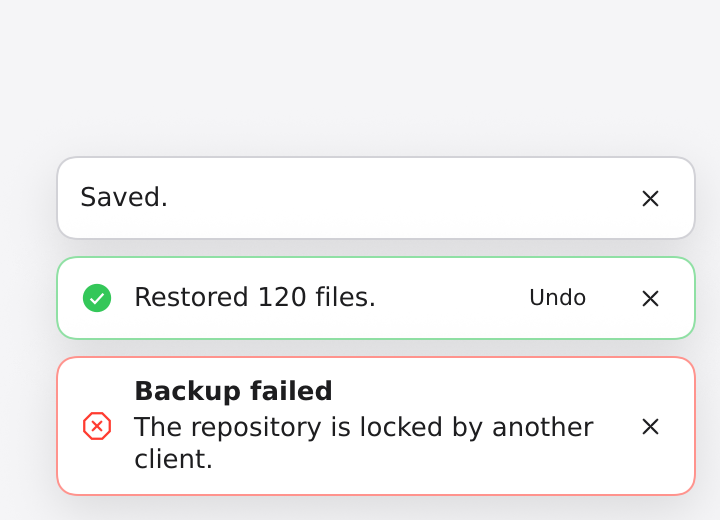 Saved.
Restored 120 files.
Undo
Backup failed
The repository is locked by another
client.